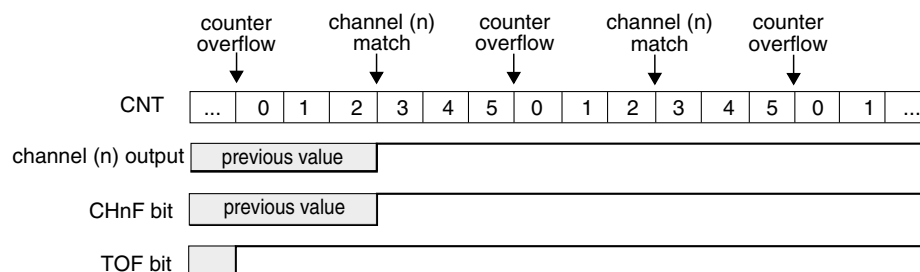 counter overflow
channel (n) match
counter overflow
channel (n) match
counter overflow
CNT ... 0 1 2 3 4 5 0 1 2 3 4 5 0 1 ...
channel (n) output previous value
CHnF bit previous value
TOF bit